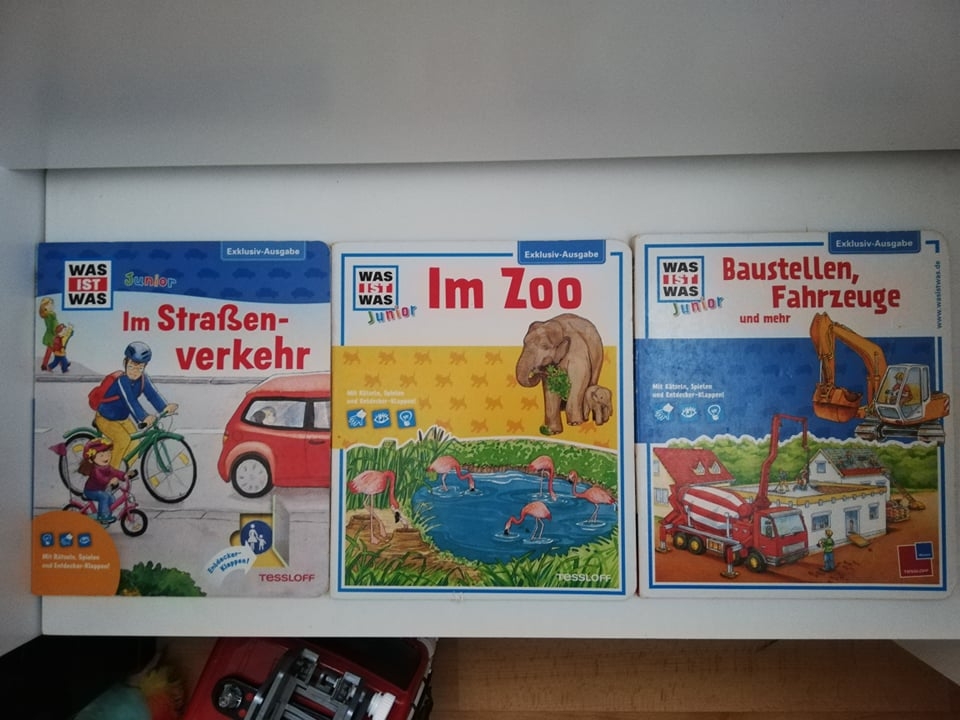 Exklusiv-Ausgabe
WAS
IST
WAS
Junior
Im Straßen-
verkehr
Mit Rätseln, Spielen
und Entdecker-Klappen!
Entdecker-
Klappen!
TESSLOFF
Exklusiv-Ausgabe
WAS
IST
WAS
Junior
Im Zoo
Mit Rätseln, Spielen
und Entdecker-Klappen!
TESSLOFF
Exklusiv-Ausgabe
WAS
IST
WAS
Junior
Baustellen,
Fahrzeuge
und mehr
www.wasistwas.de
Mit Rätseln, Spielen
und Entdecker-Klappen!
TESSLOFF